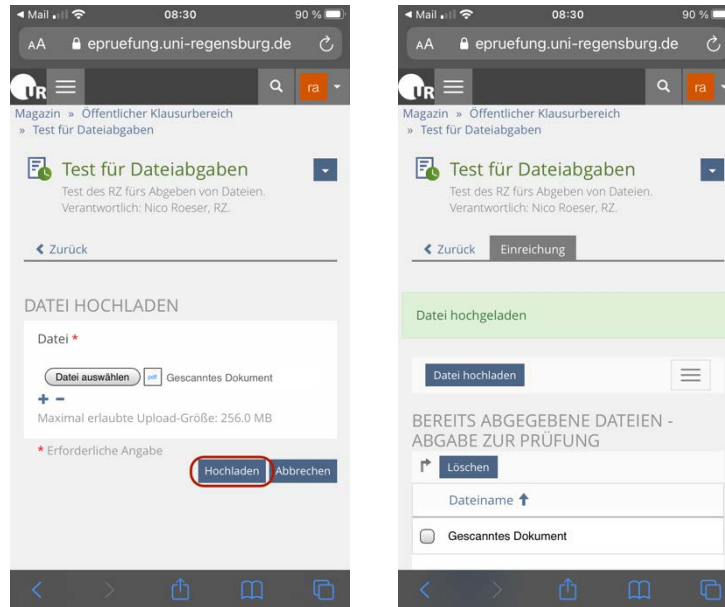 Mail
08:30
90 %
AA epruefung.uni-regensburg.de
UR
ra
Magazin » Öffentlicher Klausurbereich
» Test für Dateiabgaben
Test für Dateiabgaben
Test des RZ fürs Abgeben von Dateien.
Verantwortlich: Nico Roeser, RZ.
Zurück
DATEI HOCHLADEN
Datei *
Datei auswählen pdf Gescanntes Dokument
+ −
Maximal erlaubte Upload-Größe: 256.0 MB
* Erforderliche Angabe
Hochladen Abbrechen
Mail
08:30
90 %
AA epruefung.uni-regensburg.de
UR
ra
Magazin » Öffentlicher Klausurbereich
» Test für Dateiabgaben
Test für Dateiabgaben
Test des RZ fürs Abgeben von Dateien.
Verantwortlich: Nico Roeser, RZ.
Zurück Einreichung
Datei hochgeladen
Datei hochladen
BEREITS ABGEGEBENE DATEIEN -
ABGABE ZUR PRÜFUNG
Löschen
Dateiname
Gescanntes Dokument